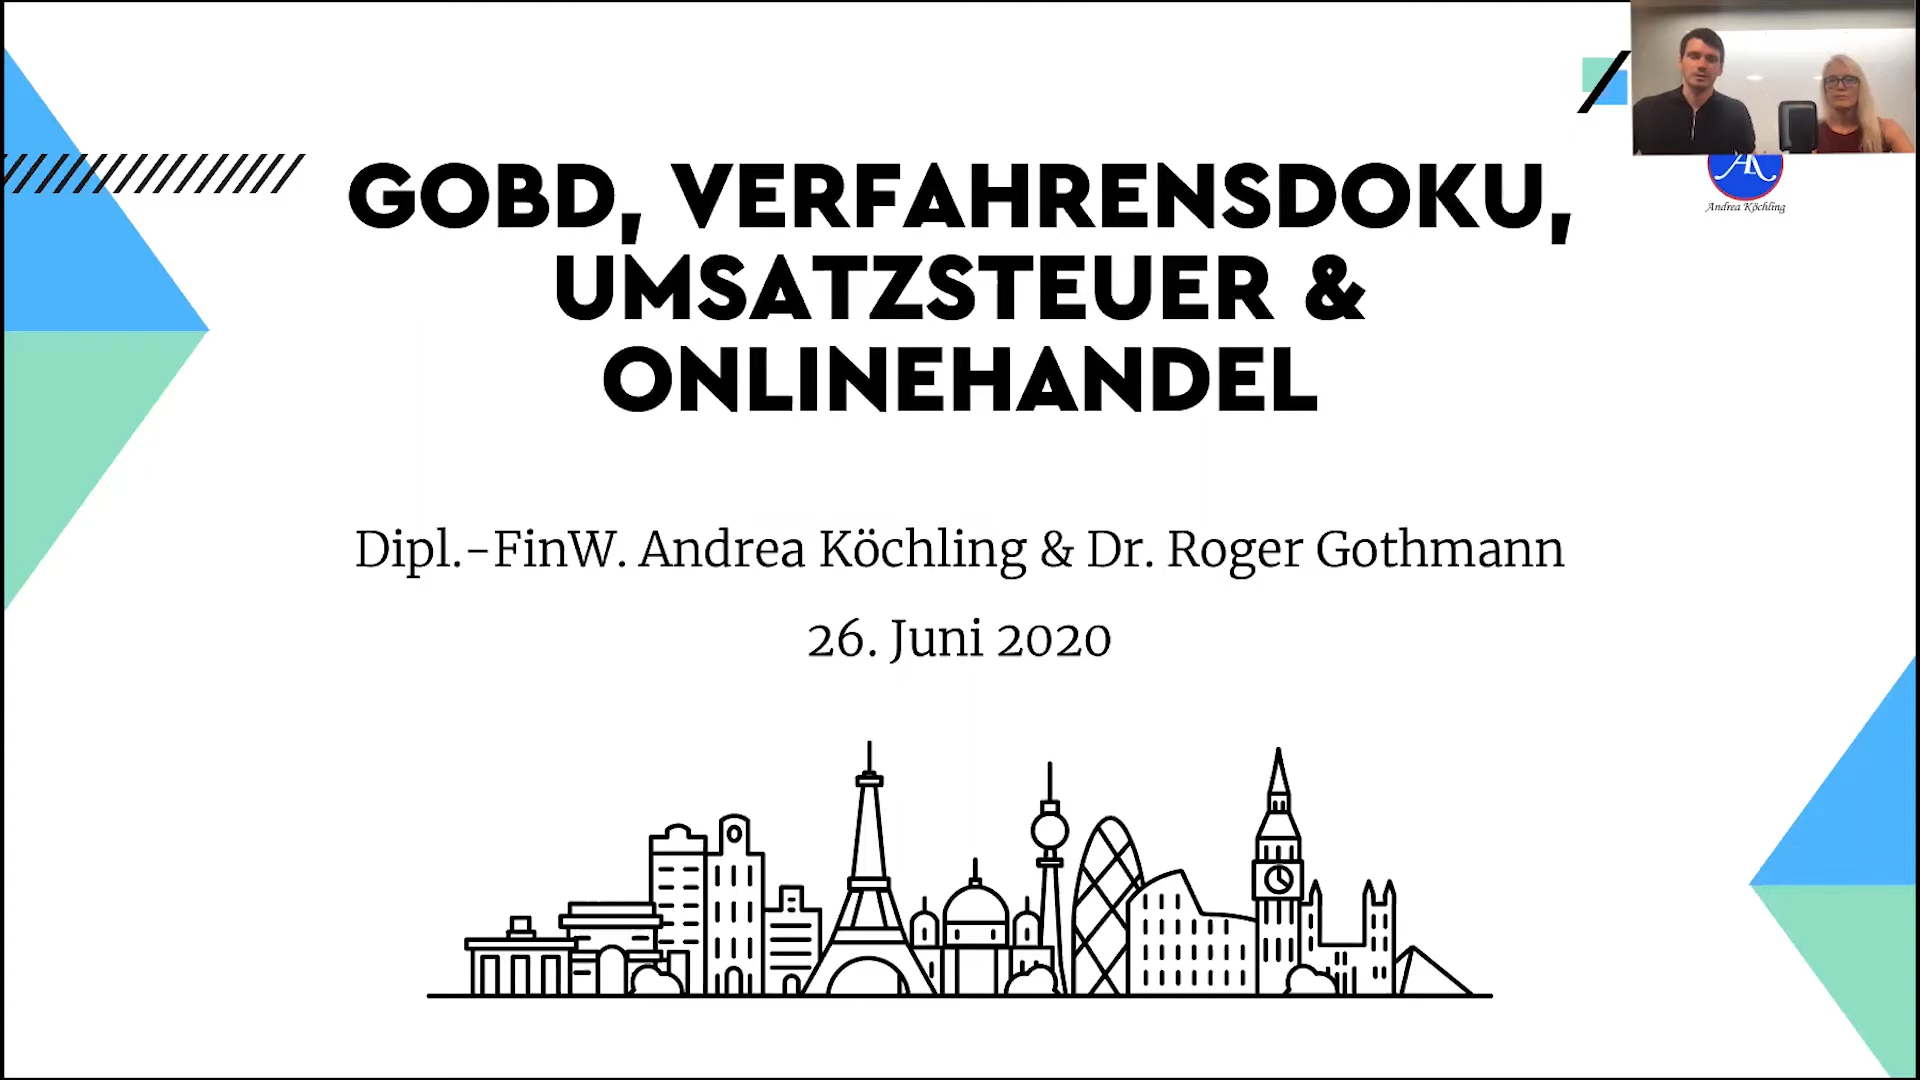 GOBD, VERFAHRENSDOKU,
UMSATZSTEUER &
ONLINEHANDEL
Andrea Köchling
Dipl.-FinW. Andrea Köchling & Dr. Roger Gothmann
26. Juni 2020